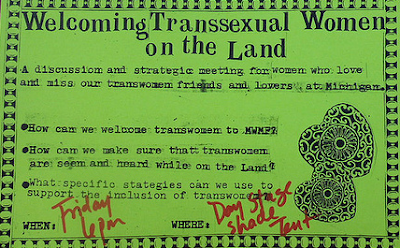 Welcoming Transsexual Women
on the Land
A discussion and strategic meeting for women who love
and miss our transwomen friends and lovers at Michigan.
•How can we welcome transwomen to MWMF?
•How can we make sure that transwomen
are seen and heard while on the Land?
•What specific stategies can we use to
support the inclusion of transwomen?
WHEN: Friday
4pm
WHERE: Day Stage
shade
Tent